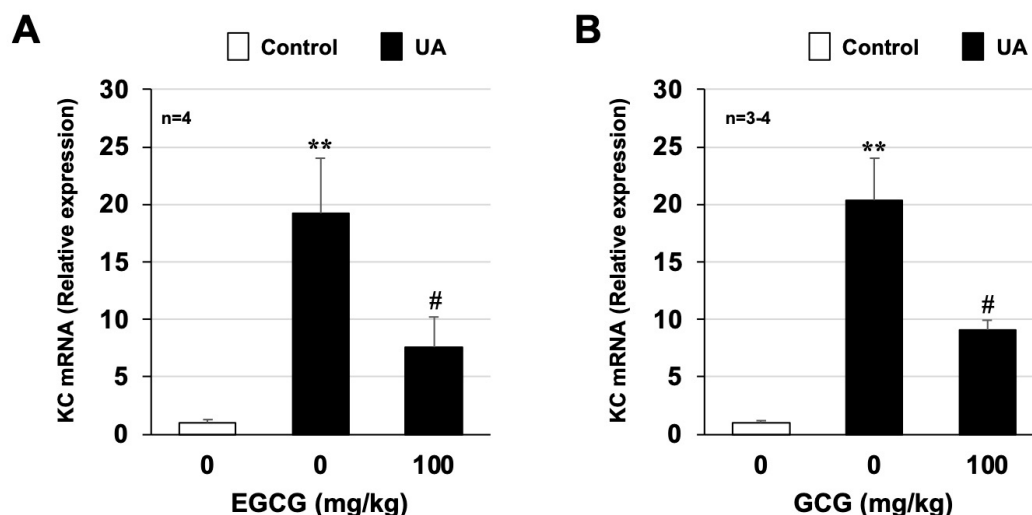 A
Control UA
KC mRNA (Relative expression)
30
25
20
15
10
5
0
n=4
**
#
0 0 100
EGCG (mg/kg)
B
Control UA
KC mRNA (Relative expression)
30
25
20
15
10
5
0
n=3-4
**
#
0 0 100
GCG (mg/kg)